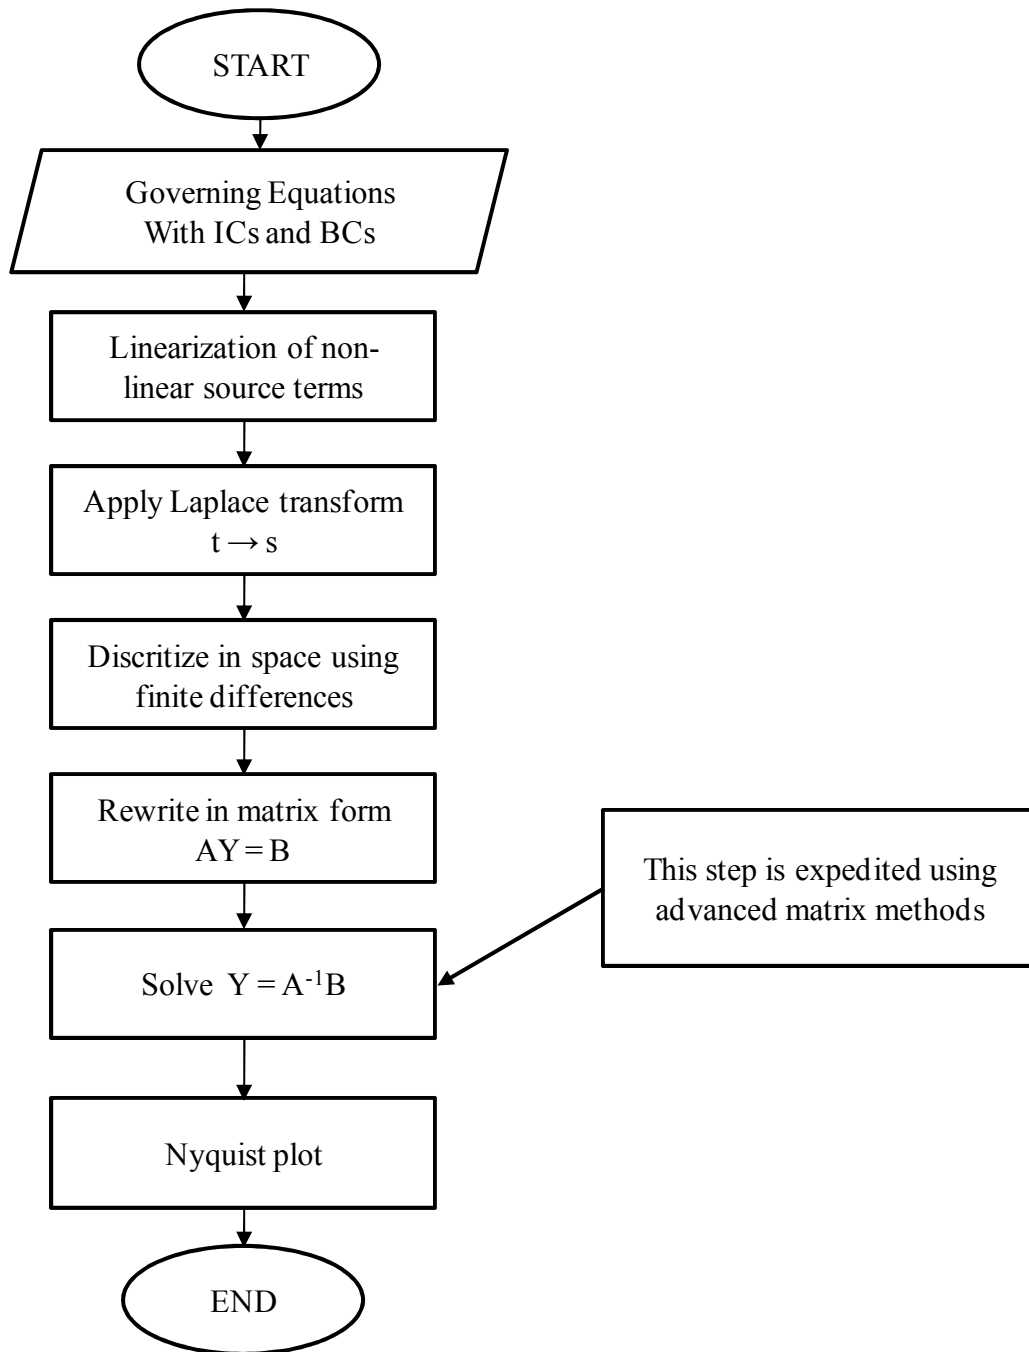 START
Governing Equations
With ICs and BCs
Linearization of non-
linear source terms
Apply Laplace transform
t → s
Discritize in space using
finite differences
Rewrite in matrix form
AY = B
This step is expedited using
advanced matrix methods
Solve Y = A⁻¹B
Nyquist plot
END